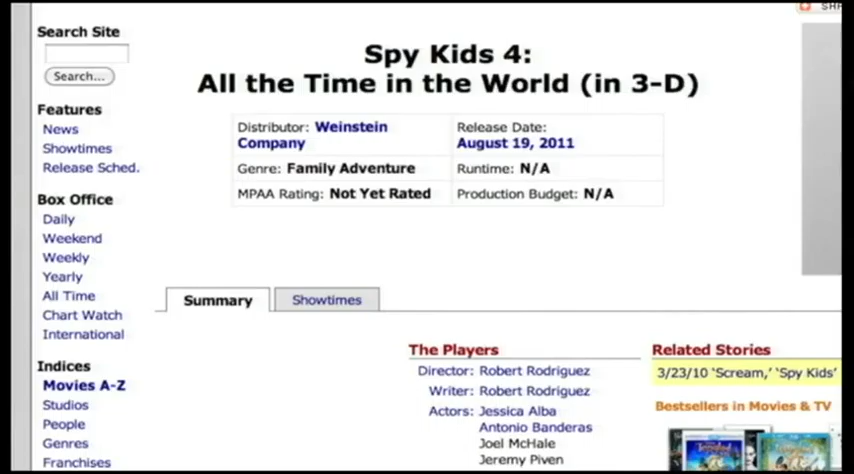 Search Site
Search...
Features
News
Showtimes
Release Sched.
Box Office
Daily
Weekend
Weekly
Yearly
All Time
Chart Watch
International
Indices
Movies A-Z
Studios
People
Genres
Franchises
Spy Kids 4:
All the Time in the World (in 3-D)
Distributor: Weinstein
Company
Release Date:
August 19, 2011
Genre: Family Adventure
Runtime: N/A
MPAA Rating: Not Yet Rated
Production Budget: N/A
Summary
Showtimes
The Players
Director: Robert Rodriguez
Writer: Robert Rodriguez
Actors: Jessica Alba
Antonio Banderas
Joel McHale
Jeremy Piven
Related Stories
3/23/10 'Scream,' 'Spy Kids'
Bestsellers in Movies & TV